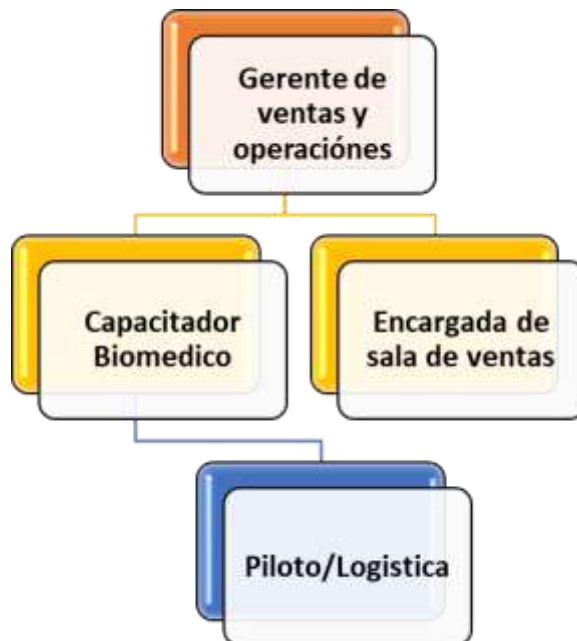 Gerente de
ventas y
operaciónes
Capacitador
Biomedico
Encargada de
sala de ventas
Piloto/Logistica